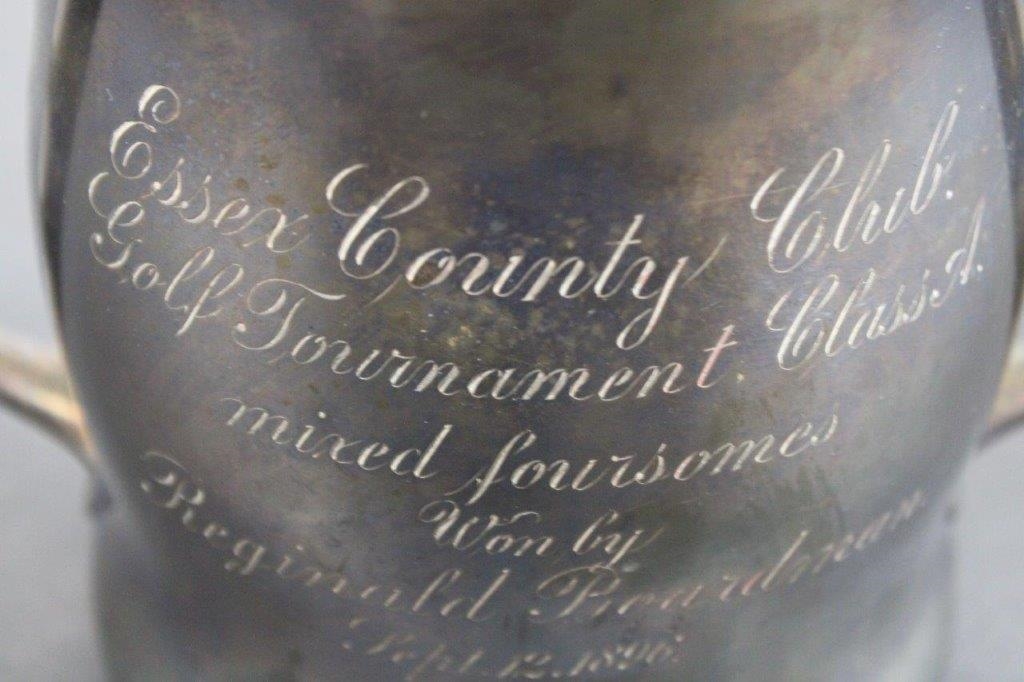 Essex County Club.
Golf Tournament. Class A.
mixed foursomes
Won by
Reginald Boardman.
Sept. 12. 1896.